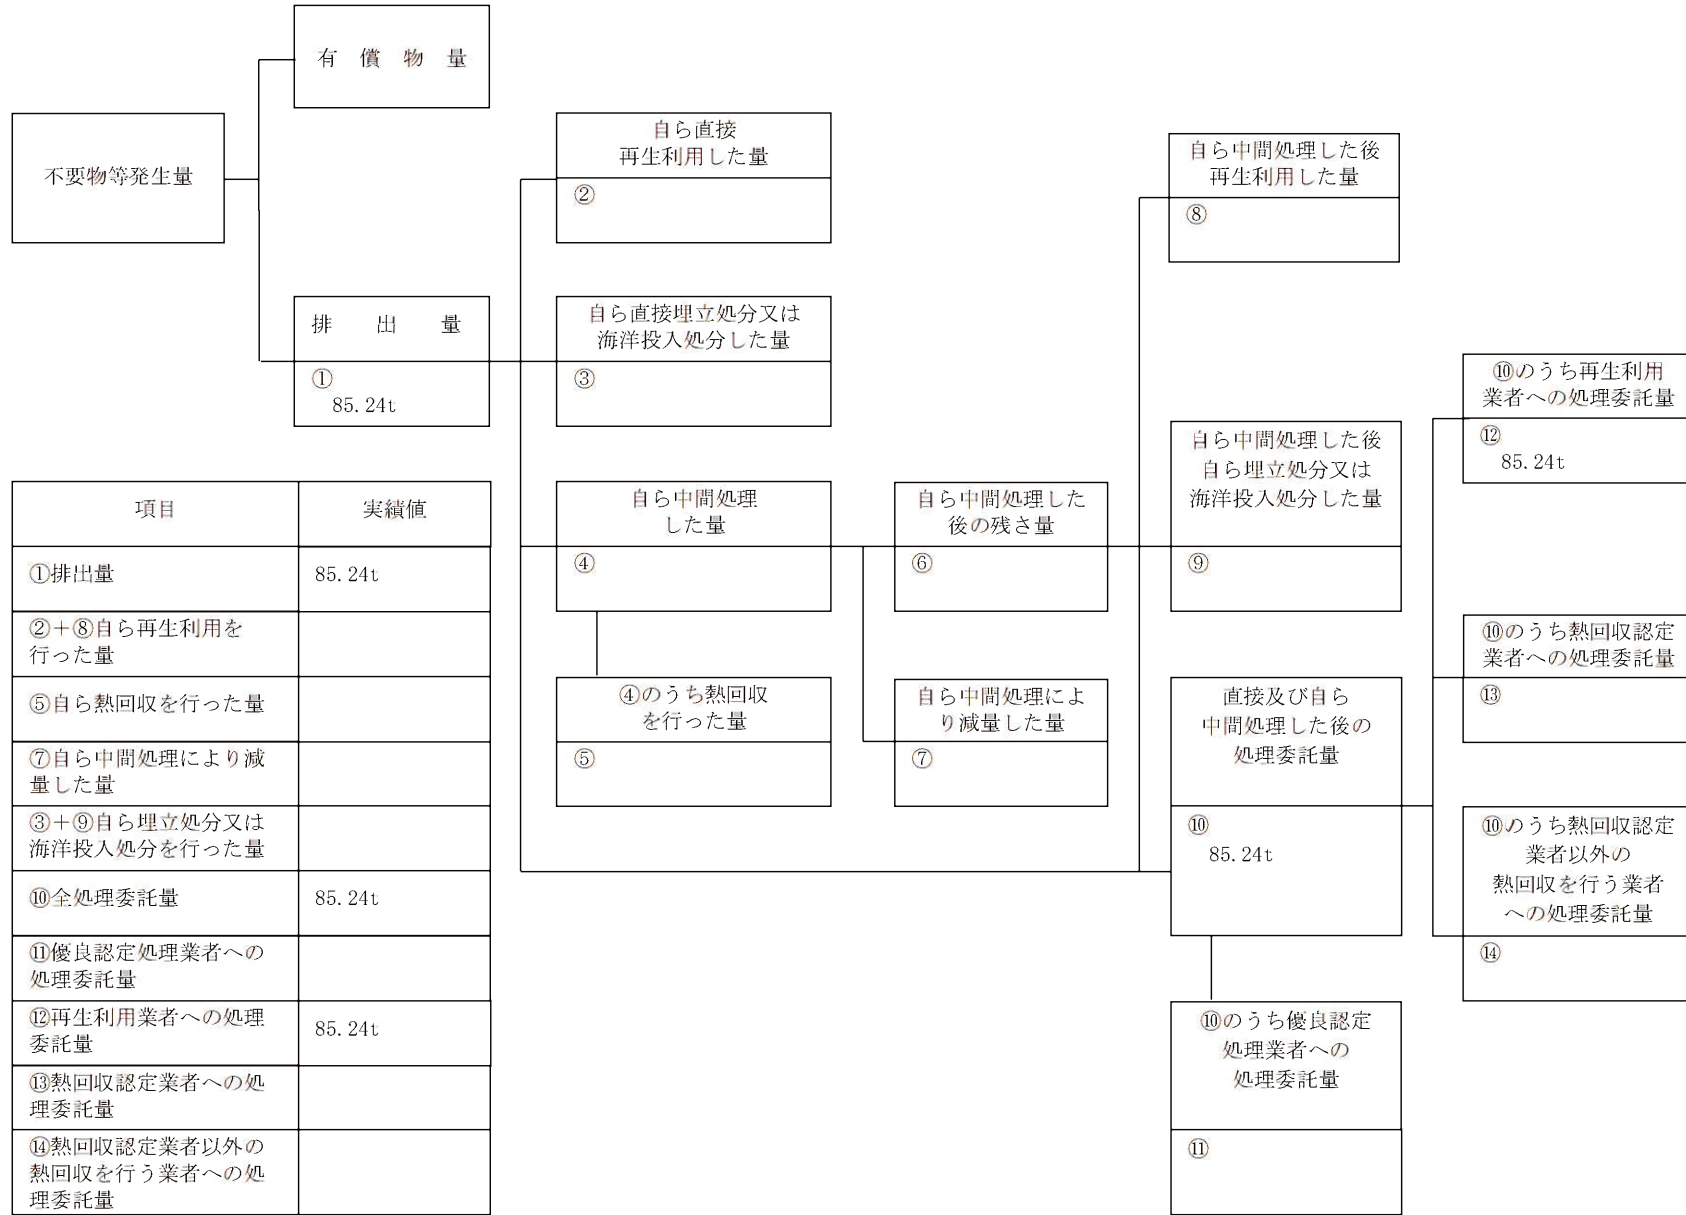 有償物量
不要物等発生量
排出量
①
85.24t
自ら直接
再生利用した量
②
自ら直接埋立処分又は
海洋投入処分した量
③
自ら中間処理
した量
④
④のうち熱回収
を行った量
⑤
自ら中間処理した
後の残さ量
⑥
自ら中間処理によ
り減量した量
⑦
自ら中間処理した後
再生利用した量
⑧
自ら中間処理した後
自ら埋立処分又は
海洋投入処分した量
⑨
直接及び自ら
中間処理した後の
処理委託量
⑩
85.24t
⑩のうち優良認定
処理業者への
処理委託量
⑪
⑩のうち再生利用
業者への処理委託量
⑫
85.24t
⑩のうち熱回収認定
業者への処理委託量
⑬
⑩のうち熱回収認定
業者以外の
熱回収を行う業者
への処理委託量
⑭
項目 実績値
①排出量 85.24t
②+⑧自ら再生利用を
行った量
⑤自ら熱回収を行った量
⑦自ら中間処理により減
量した量
③+⑨自ら埋立処分又は
海洋投入処分を行った量
⑩全処理委託量 85.24t
⑪優良認定処理業者への
処理委託量
⑫再生利用業者への処理
委託量 85.24t
⑬熱回収認定業者への処
理委託量
⑭熱回収認定業者以外の
熱回収を行う業者への処
理委託量